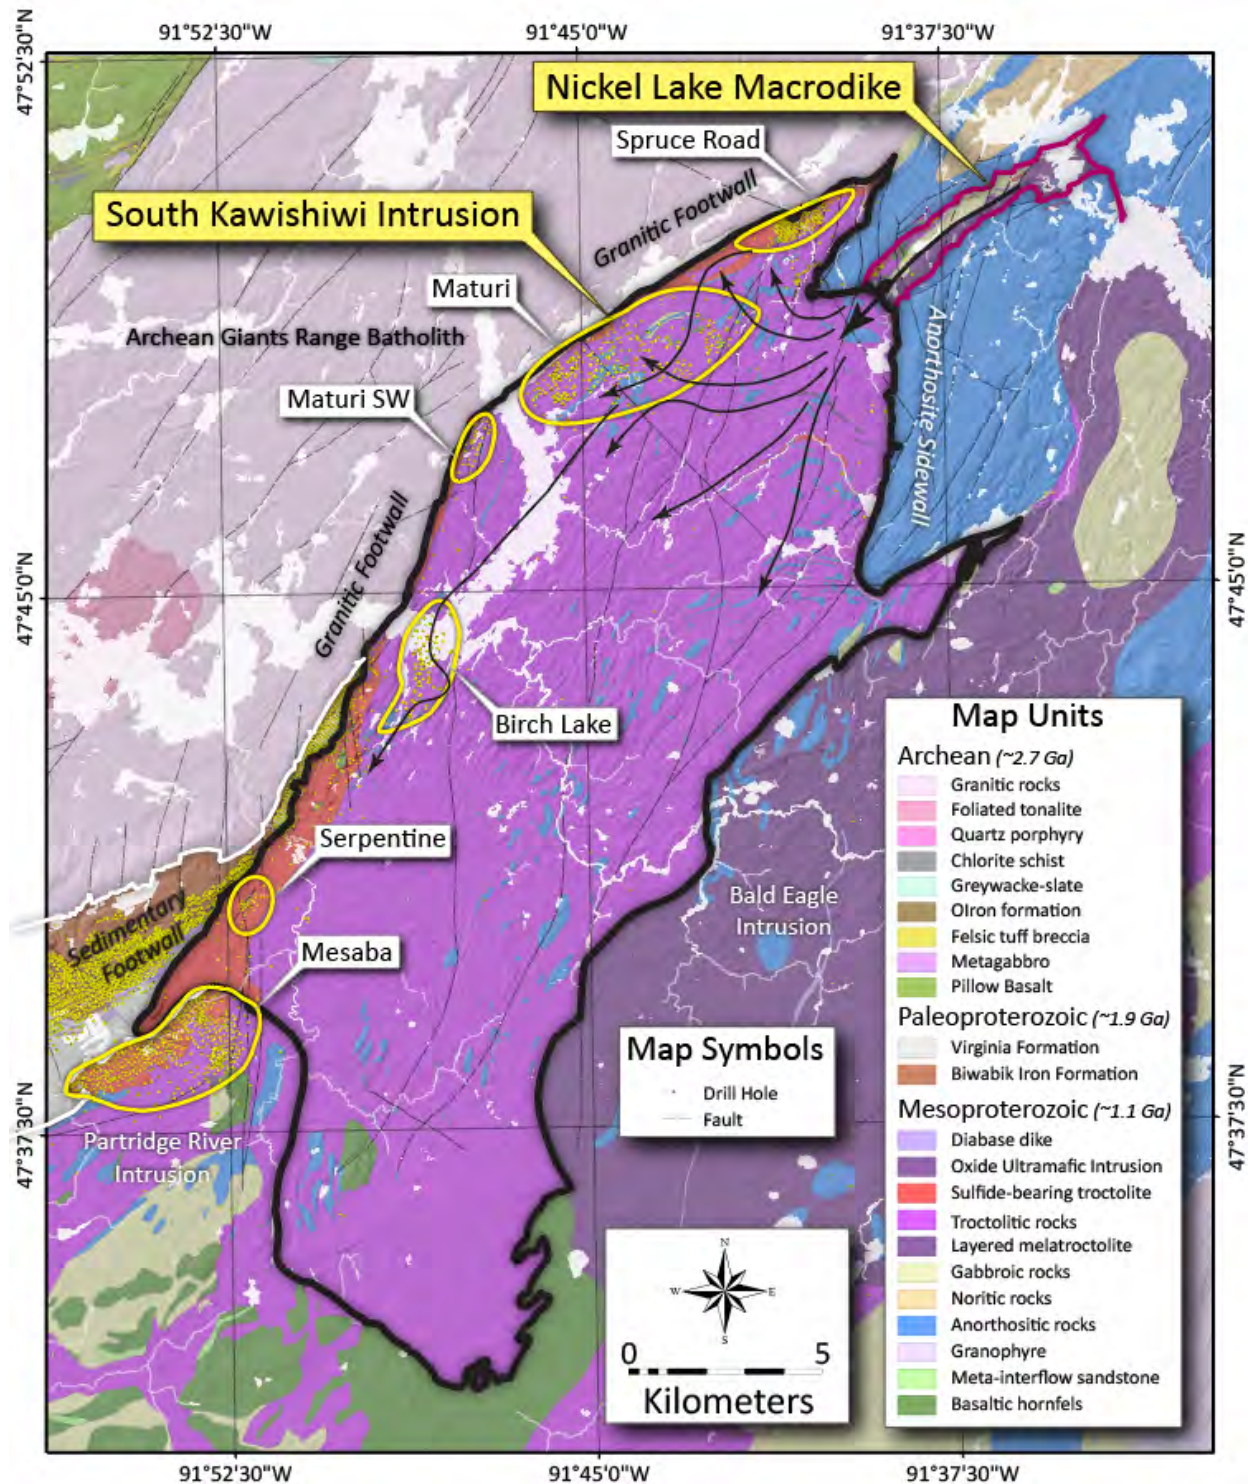 91°52'30"W
91°45'0"W
91°37'30"W
47°52'30"N
47°52'30"N
Nickel Lake Macrodike
Spruce Road
South Kawishiwi Intrusion
Granitic Footwall
Maturi
Archean Giants Range Batholith
Maturi SW
Anorthosite Sidewall
Granitic Footwall
47°45'0"N
47°45'0"N
Birch Lake
Serpentine
Sedimentary
Footwall
Mesaba
Bald Eagle
Intrusion
Partridge River
Intrusion
47°37'30"N
47°37'30"N
Map Symbols
Drill Hole
Fault
N
W
E
S
0
5
Kilometers
Map Units
Archean (~2.7 Ga)
Granitic rocks
Foliated tonalite
Quartz porphyry
Chlorite schist
Greywacke-slate
OIron formation
Felsic tuff breccia
Metagabbro
Pillow Basalt
Paleoproterozoic (~1.9 Ga)
Virginia Formation
Biwabik Iron Formation
Mesoproterozoic (~1.1 Ga)
Diabase dike
Oxide Ultramafic Intrusion
Sulfide-bearing troctolite
Troctolitic rocks
Layered melatroctolite
Gabbroic rocks
Noritic rocks
Anorthositic rocks
Granophyre
Meta-interflow sandstone
Basaltic hornfels
91°52'30"W
91°45'0"W
91°37'30"W